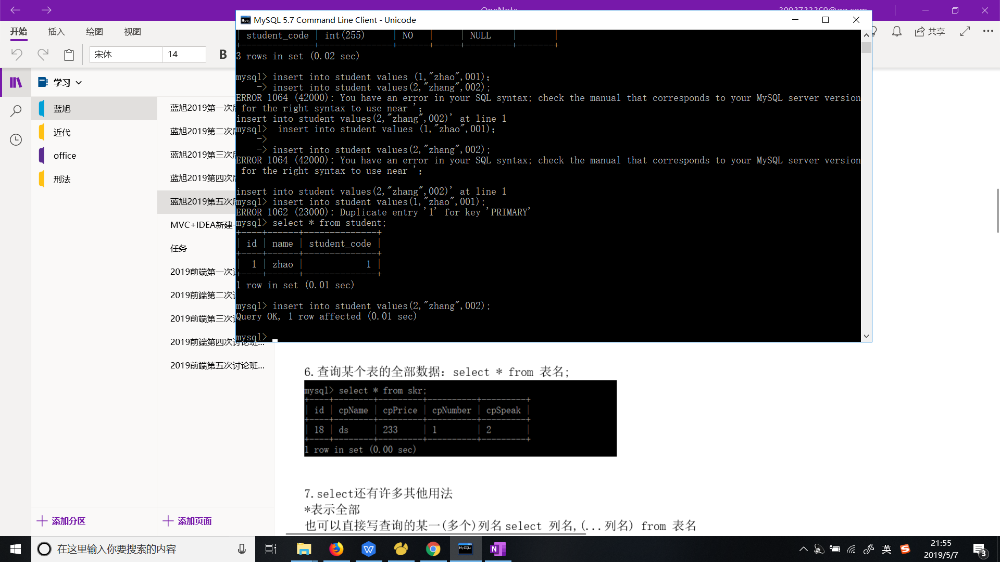 开始
插入
绘图
视图
宋体
14
B
共享
学习
蓝旭
近代
office
刑法
蓝旭2019第一次
蓝旭2019第二次
蓝旭2019第三次
蓝旭2019第四次
蓝旭2019第五次
MVC+IDEA新建
任务
2019前端第一次
2019前端第二次
2019前端第三次
2019前端第四次讨论班...
2019前端第五次讨论班...
添加分区
添加页面
MySQL 5.7 Command Line Client - Unicode
| student_code | int(255)     | NO   |     | NULL    |       |
+--------------+--------------+------+-----+---------+-------+
3 rows in set (0.02 sec)
mysql> insert into student values (1,"zhao",001);
    -> insert into student values(2,"zhang",002);
ERROR 1064 (42000): You have an error in your SQL syntax; check the manual that corresponds to your MySQL server version
for the right syntax to use near ';
insert into student values(2,"zhang",002)' at line 1
mysql>  insert into student values (1,"zhao",001);
    ->
    -> insert into student values(2,"zhang",002);
ERROR 1064 (42000): You have an error in your SQL syntax; check the manual that corresponds to your MySQL server version
for the right syntax to use near ';
insert into student values(2,"zhang",002)' at line 1
mysql> insert into student values(1,"zhao",001);
ERROR 1062 (23000): Duplicate entry '1' for key 'PRIMARY'
mysql> select * from student;
+----+------+--------------+
| id | name | student_code |
+----+------+--------------+
|  1 | zhao |            1 |
+----+------+--------------+
1 row in set (0.01 sec)
mysql> insert into student values(2,"zhang",002);
Query OK, 1 row affected (0.01 sec)
mysql>
6.查询某个表的全部数据：select * from 表名;
mysql> select * from skr;
+----+--------+---------+----------+---------+
| id | cpName | cpPrice | cpNumber | cpSpeak |
+----+--------+---------+----------+---------+
| 18 | ds     | 233     | 1        | 2       |
+----+--------+---------+----------+---------+
1 row in set (0.00 sec)
7.select还有许多其他用法
*表示全部
也可以直接写查询的某一(多个)列名select 列名,(...列名) from 表名
在这里输入你要搜索的内容
英
21:55
2019/5/7
3